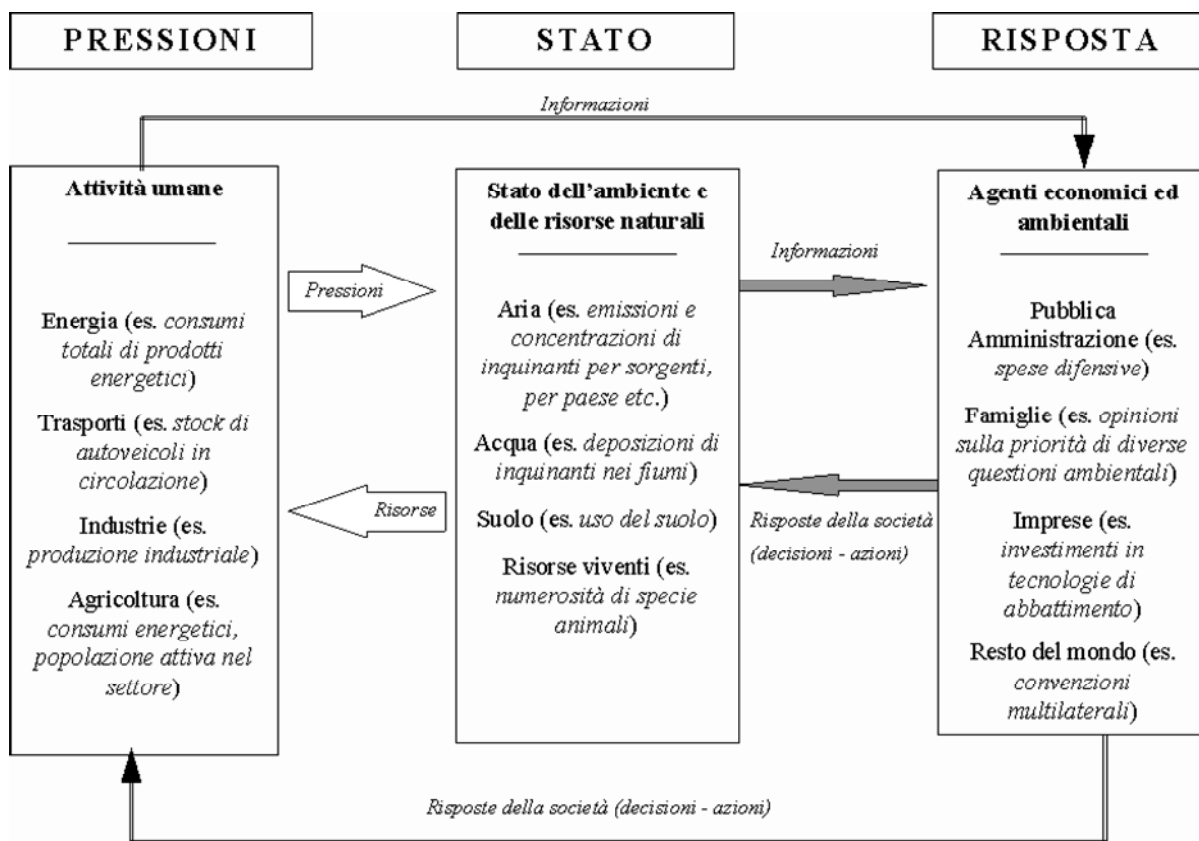 PRESSIONI
STATO
RISPOSTA
Informazioni
Attività umane
Energia (es. consumi
totali di prodotti
energetici)
Trasporti (es. stock di
autoveicoli in
circolazione)
Industrie (es.
produzione industriale)
Agricoltura (es.
consumi energetici,
popolazione attiva nel
settore)
Pressioni
Risorse
Stato dell'ambiente e
delle risorse naturali
Aria (es. emissioni e
concentrazioni di
inquinanti per sorgenti,
per paese etc.)
Acqua (es. deposizioni di
inquinanti nei fiumi)
Suolo (es. uso del suolo)
Risorse viventi (es.
numerosità di specie
animali)
Informazioni
Risposte della società
(decisioni - azioni)
Agenti economici ed
ambientali
Pubblica
Amministrazione (es.
spese difensive)
Famiglie (es. opinioni
sulla priorità di diverse
questioni ambientali)
Imprese (es.
investimenti in
tecnologie di
abbattimento)
Resto del mondo (es.
convenzioni
multilaterali)
Risposte della società (decisioni - azioni)